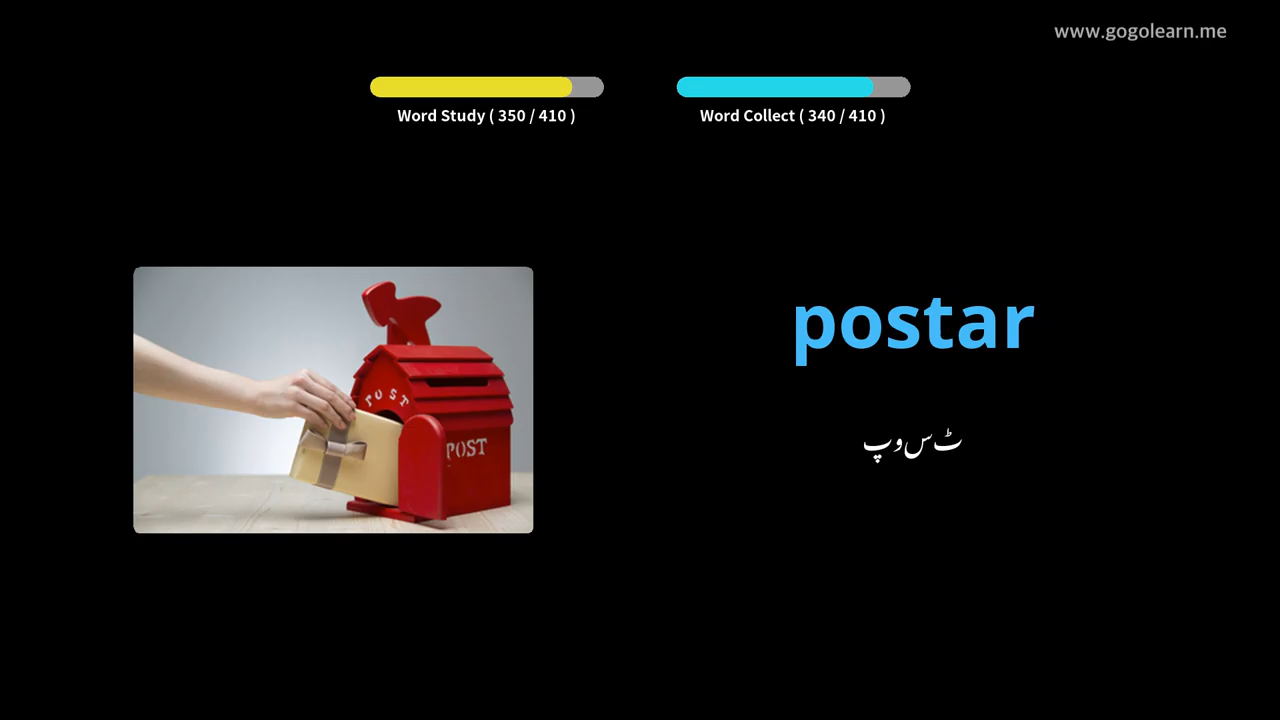 www.gogolearn.me
Word Study ( 350 / 410 )
Word Collect ( 340 / 410 )
postar
ٹسوپ
POST
POST